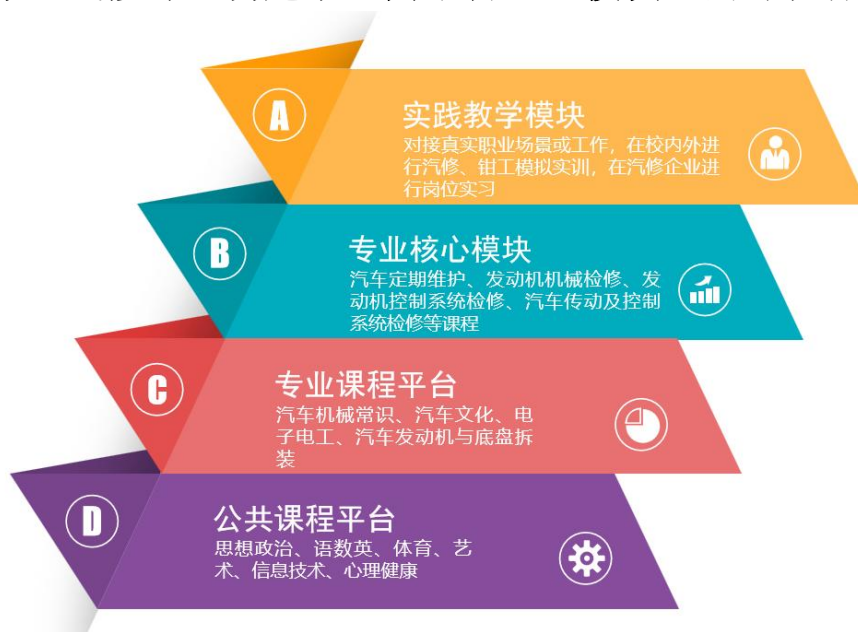 A
实践教学模块
对接真实职业场景或工作，在校内外进
行汽修、钳工模拟实训，在汽修企业进
行岗位实习
B
专业核心模块
汽车定期维护、发动机机械检修、发
动机控制系统检修、汽车传动及控制
系统检修等课程
C
专业课程平台
汽车机械常识、汽车文化、电
子电工、汽车发动机与底盘拆
装
D
公共课程平台
思想政治、语数英、体育、艺
术、信息技术、心理健康